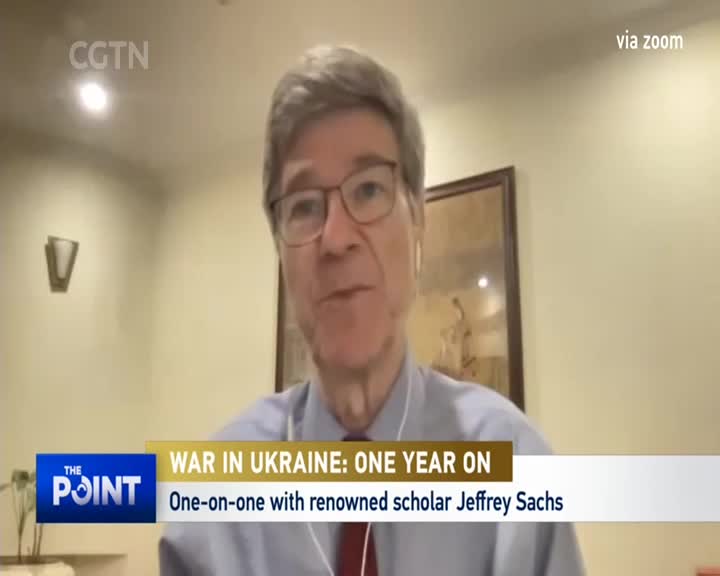 CGTN
via zoom
THE
POINT
WAR IN UKRAINE: ONE YEAR ON
One-on-one with renowned scholar Jeffrey Sachs